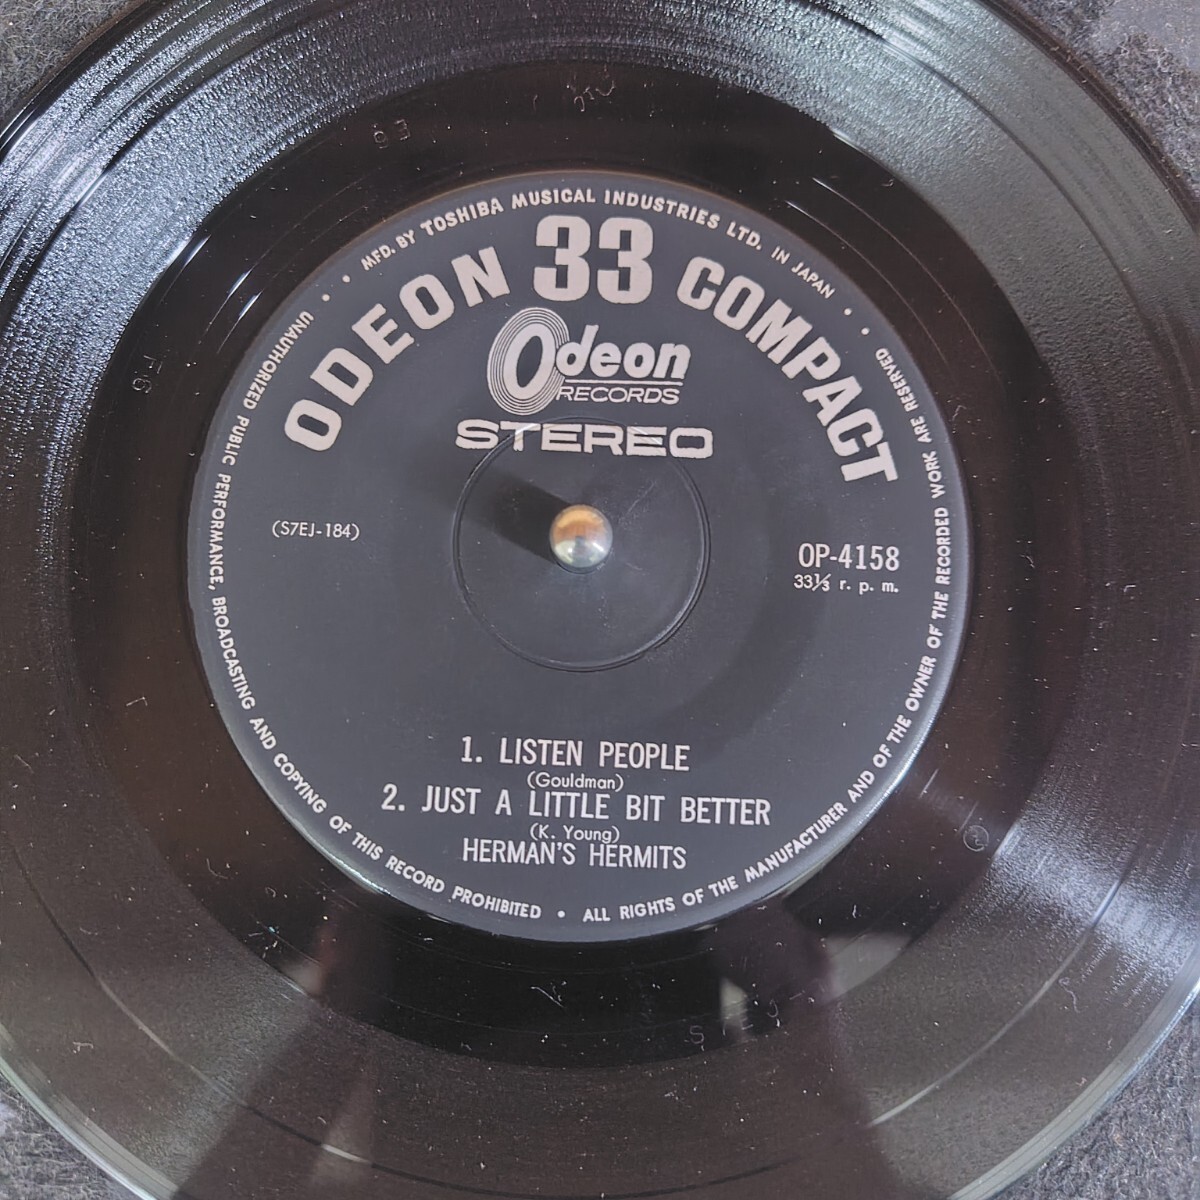 MFD. BY TOSHIBA MUSICAL INDUSTRIES LTD. IN JAPAN
ODEON 33 COMPACT
Odeon
RECORDS
STEREO
(S7EJ-184)
OP-4158
33⅓ r. p. m.
1. LISTEN PEOPLE
(Gouldman)
2. JUST A LITTLE BIT BETTER
(K. Young)
HERMAN'S HERMITS
UNAUTHORIZED PUBLIC PERFORMANCE, BROADCASTING AND COPYING OF THIS RECORD PROHIBITED • ALL RIGHTS OF THE MANUFACTURER AND OF THE OWNER OF THE RECORDED WORK ARE RESERVED